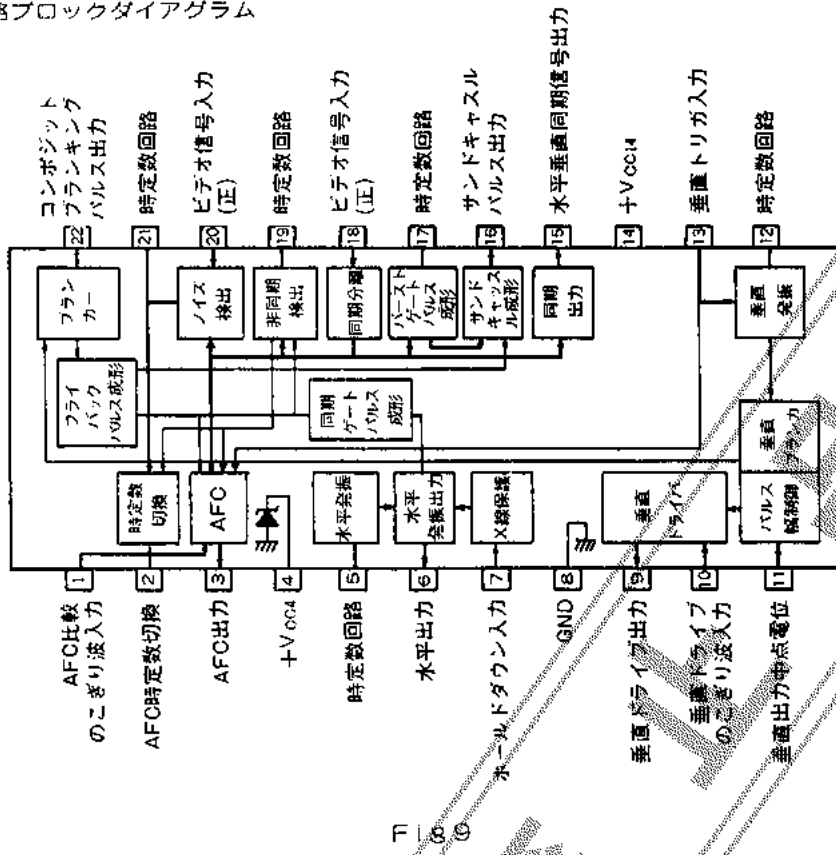 略ブロックダイアグラム
コンポジット
ブランキング
パルス出力
時定数回路
ビデオ信号入力
(正)
時定数回路
ビデオ信号入力
(正)
時定数回路
サンドキャスル
パルス出力
水平垂直同期信号出力
+Vcc14
垂直トリガ入力
時定数回路
22
21
20
19
18
17
16
15
14
13
12
ブラン
カー
ノイズ
検出
非同期
検出
同期分離
バースト
ゲート
パルス
成形
サンド
キャッス
ル成形
同期
出力
垂直
発振
フライ
バック
パルス成形
同期
ゲート
パルス
成形
垂直
ブランカ
時定数
切換
AFC
水平発振
水平
発振出力
X線保護
垂直
ドライバ
パルス
幅制御
1
2
3
4
5
6
7
8
9
10
11
AFC比較
のこぎり波入力
AFC時定数切換
AFC出力
+Vcc4
時定数回路
水平出力
ホールドダウン入力
GND
垂直ドライブ出力
垂直ドライブ
のこぎり波入力
垂直出力中点電位
Fig9